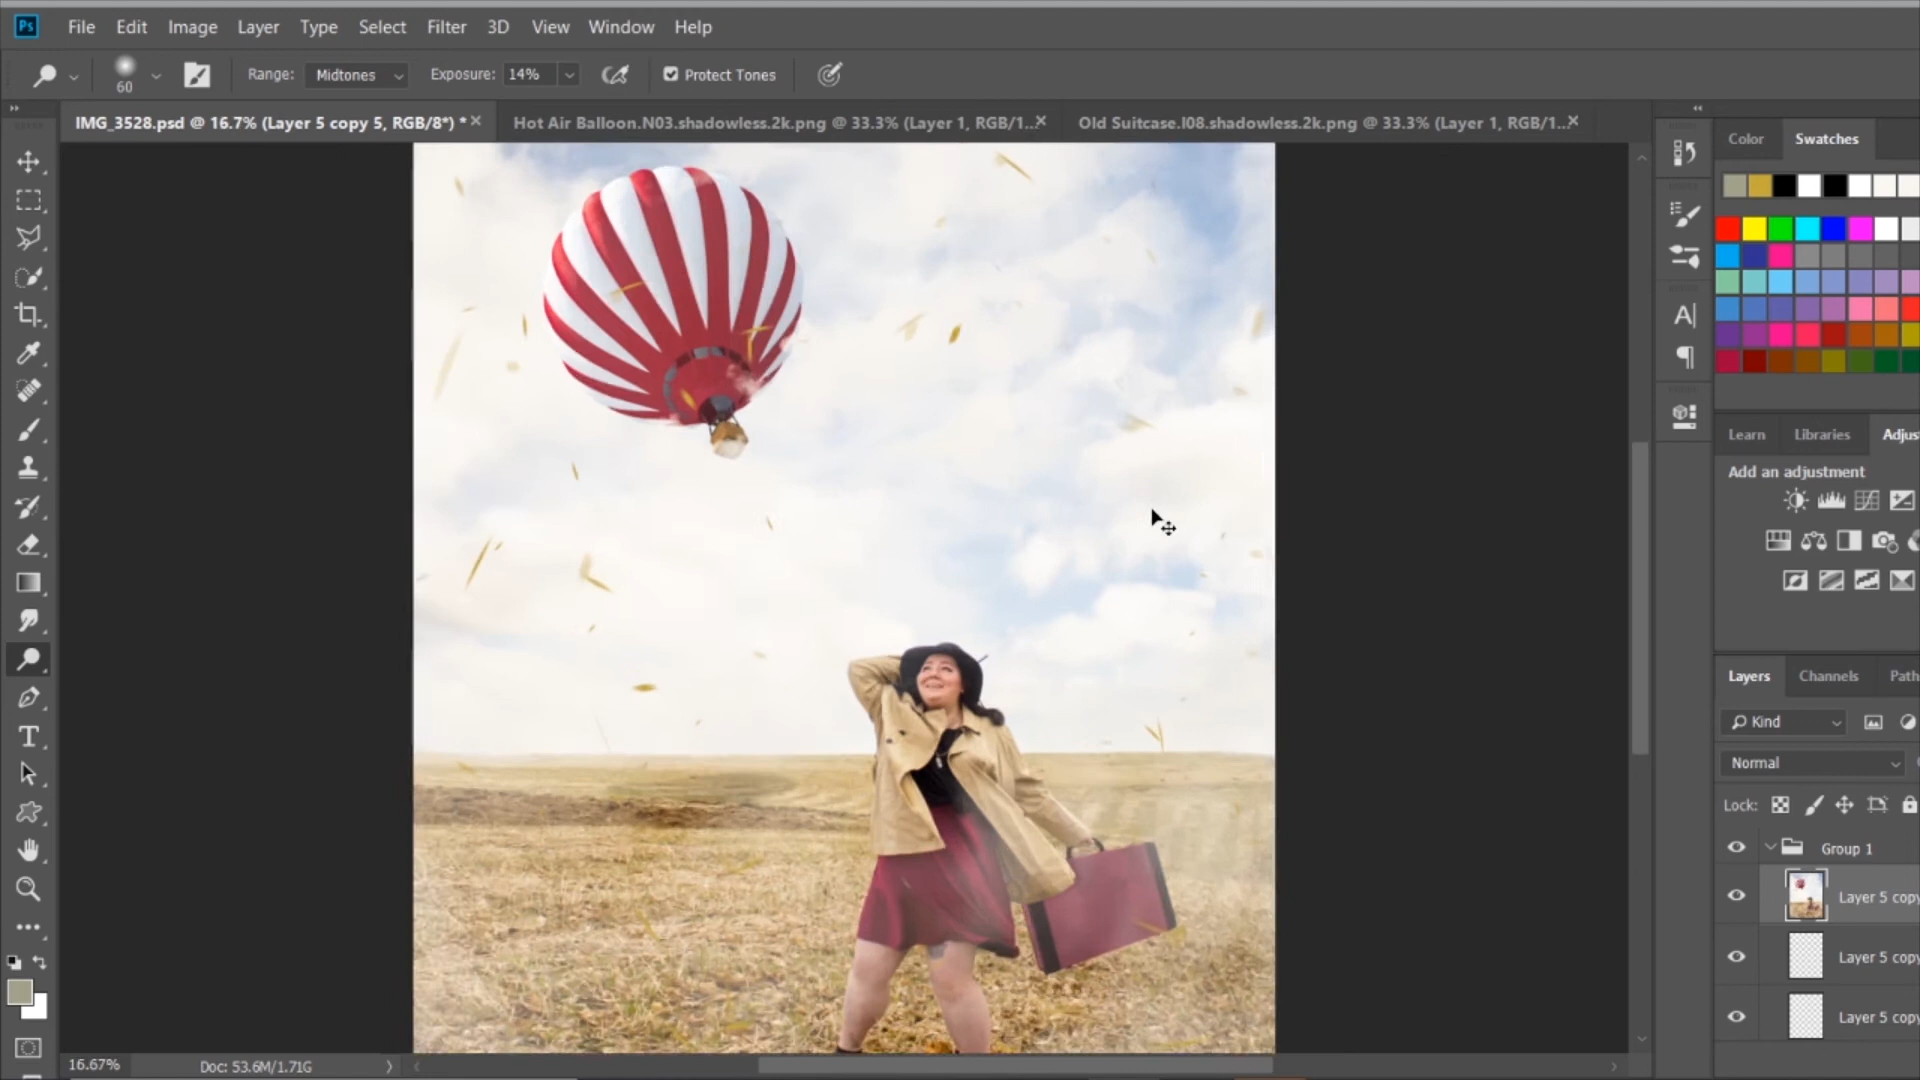 Ps File Edit Image Layer Type Select Filter 3D View Window Help
60 Range: Midtones Exposure: 14% Protect Tones
IMG_3528.psd @ 16.7% (Layer 5 copy 5, RGB/8*) * Hot Air Balloon.N03.shadowless.2k.png @ 33.3% (Layer 1, RGB/1... Old Suitcase.I08.shadowless.2k.png @ 33.3% (Layer 1, RGB/1...
Color Swatches
Learn Libraries Adjus
Add an adjustment
Layers Channels Path
Kind
Normal
Lock:
Group 1
Layer 5 copy
Layer 5 copy
Layer 5 copy
16.67% Doc: 53.6M/1.71G